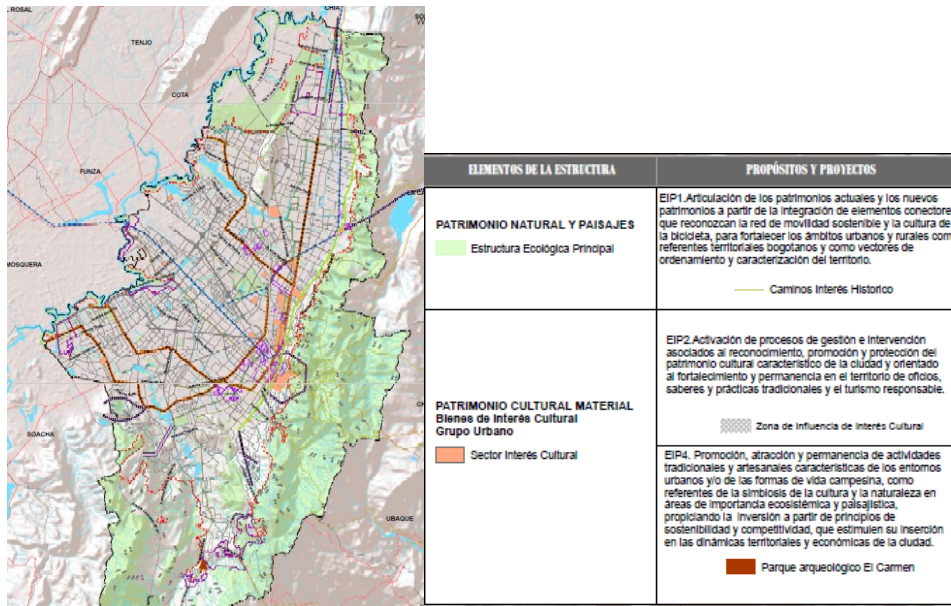 L ROSAL
CHIA
TENJO
COTA
FUNZA
MOSQUERA
SOACHA
UBAQUE
ELEMENTOS DE LA ESTRUCTURA
PROPÓSITOS Y PROYECTOS
PATRIMONIO NATURAL Y PAISAJES
Estructura Ecológica Principal
EIP1.Articulación de los patrimonios actuales y los nuevos
patrimonios a partir de la integración de elementos conectore
que reconozcan la red de movilidad sostenible y la cultura de
la bicicleta, para fortalecer los ámbitos urbanos y rurales com
referentes territoriales bogotanos y como vectores de
ordenamiento y caracterización del territorio.
Caminos Interés Historico
PATRIMONIO CULTURAL MATERIAL
Bienes de Interés Cultural
Grupo Urbano
Sector Interés Cultural
EIP2.Activación de procesos de gestión e intervención
asociados al reconocimiento, promoción y protección del
patrimonio cultural característico de la ciudad y orientado
al fortalecimiento y permanencia en el territorio de oficios,
saberes y prácticas tradicionales y el turismo responsable.
Zona de Influencia de Interés Cultural
EIP4. Promoción, atracción y permanencia de actividades
tradicionales y artesanales características de los entornos
urbanos y/o de las formas de vida campesina, como
referentes de la simbiosis de la cultura y la naturaleza en
áreas de importancia ecosistémica y paisajística,
propiciando la inversión a partir de principios de
sostenibilidad y competitividad, que estimulen su inserción
en las dinámicas territoriales y económicas de la ciudad.
Parque arqueológico El Carmen